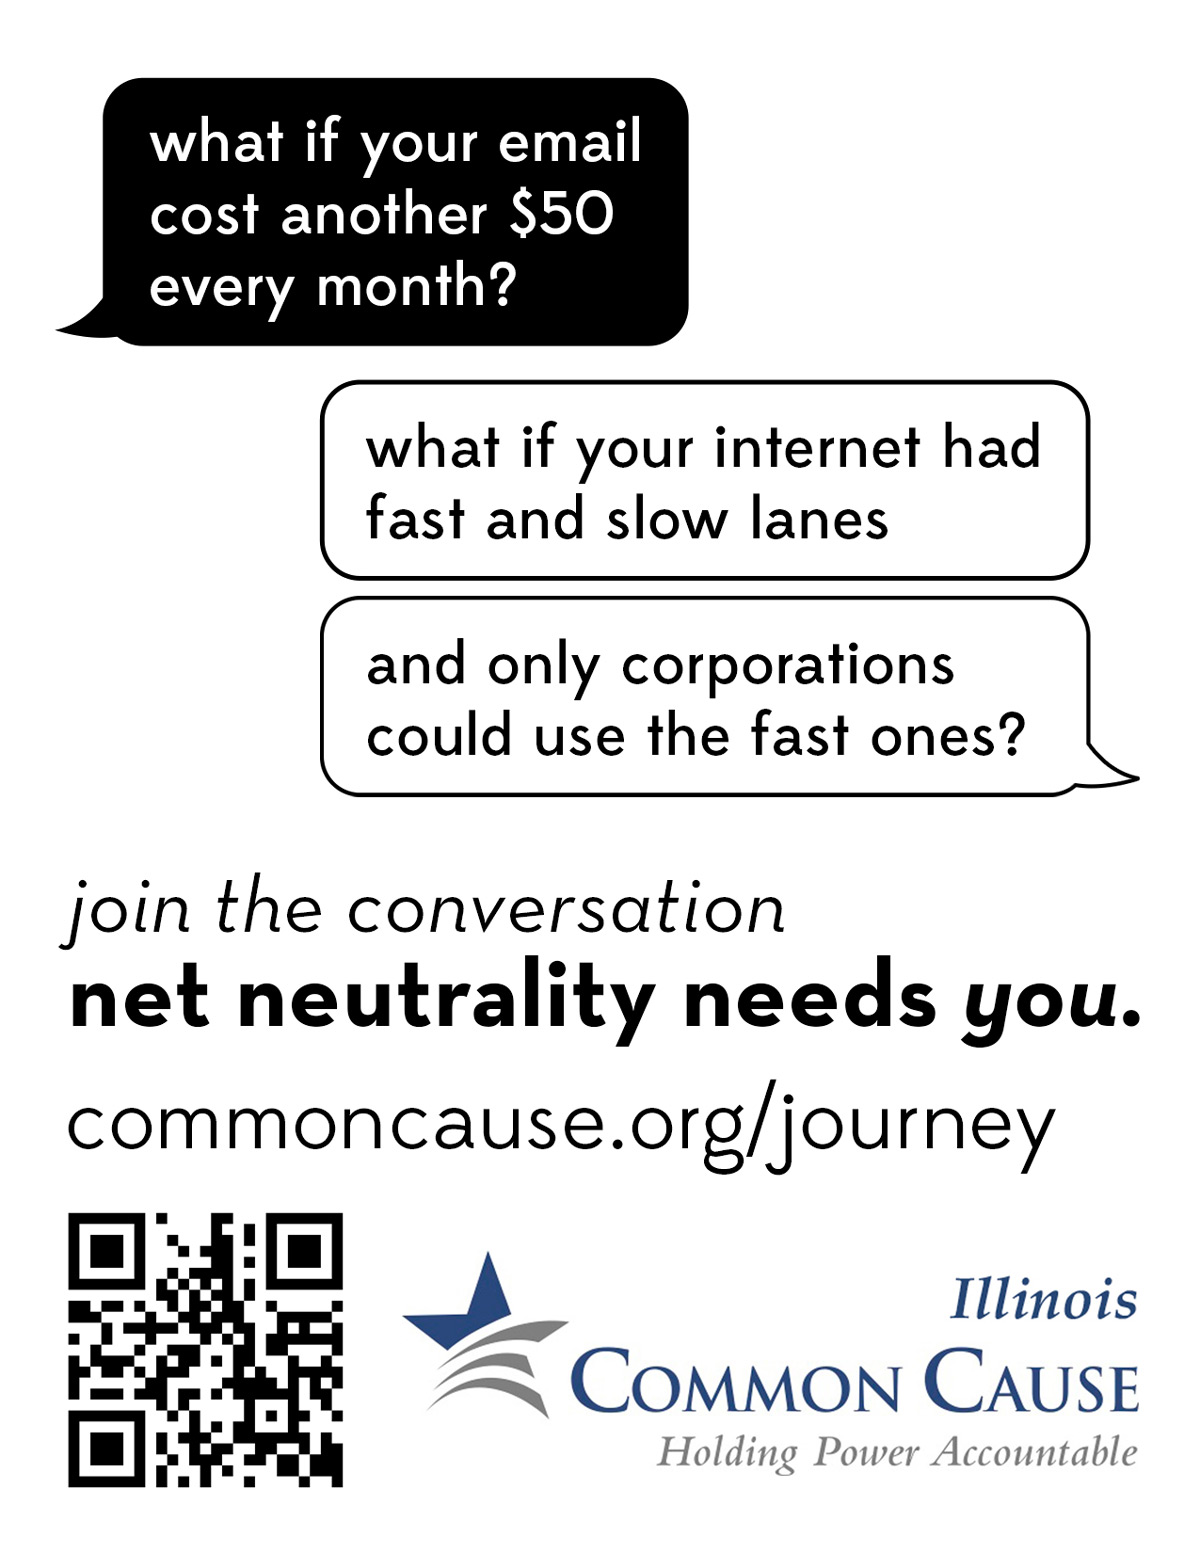 what if your email
cost another $50
every month?
what if your internet had
fast and slow lanes
and only corporations
could use the fast ones?
join the conversation
net neutrality needs you.
commoncause.org/journey
Illinois
COMMON CAUSE
Holding Power Accountable